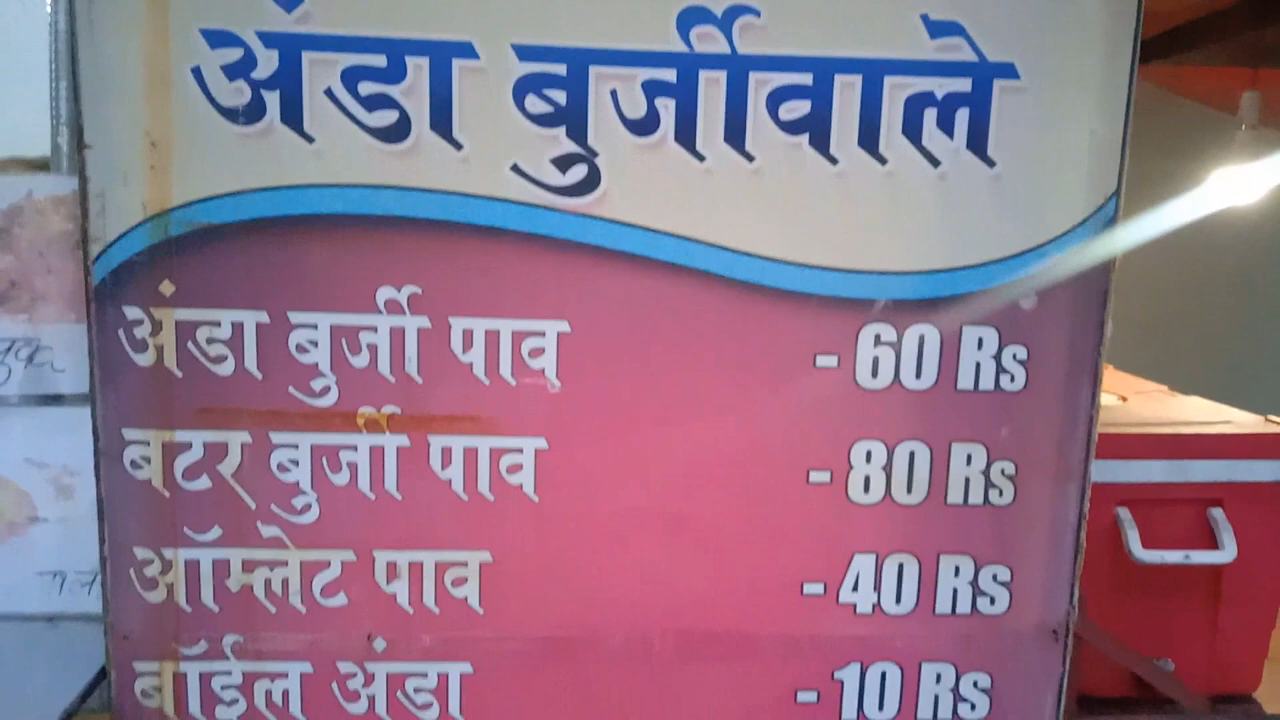 अंडा बुर्जीवाले
अंडा बुर्जी पाव - 60 Rs
बटर बुर्जी पाव - 80 Rs
ऑम्लेट पाव - 40 Rs
बॉईल अंडा - 10 Rs